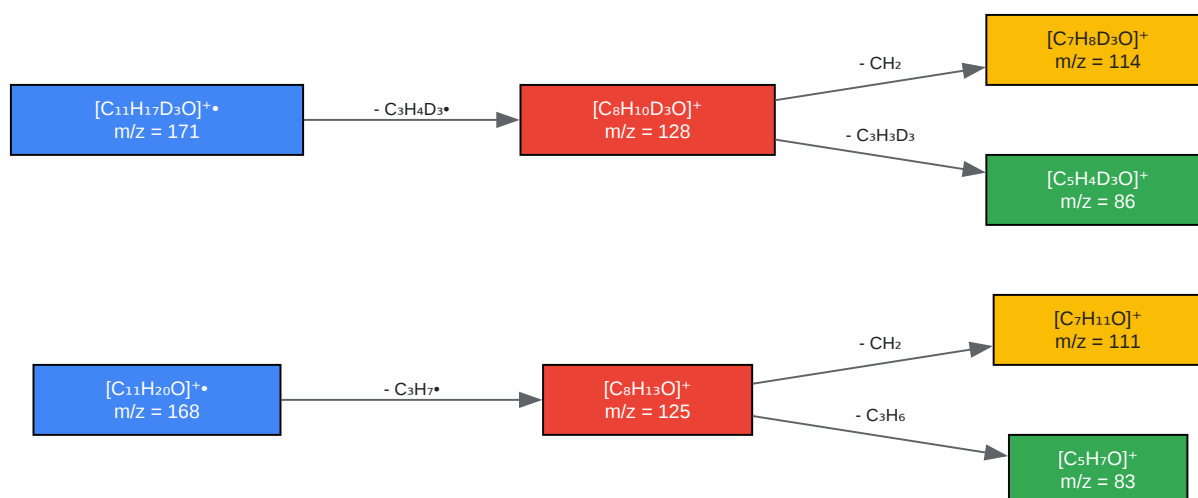 [C₇H₈D₃O]⁺
m/z = 114
- CH₂
[C₁₁H₁₇D₃O]⁺•
m/z = 171
- C₃H₄D₃•
[C₈H₁₀D₃O]⁺
m/z = 128
- C₃H₃D₃
[C₅H₄D₃O]⁺
m/z = 86
[C₇H₁₁O]⁺
m/z = 111
- CH₂
[C₁₁H₂₀O]⁺•
m/z = 168
- C₃H₇•
[C₈H₁₃O]⁺
m/z = 125
- C₃H₆
[C₅H₇O]⁺
m/z = 83